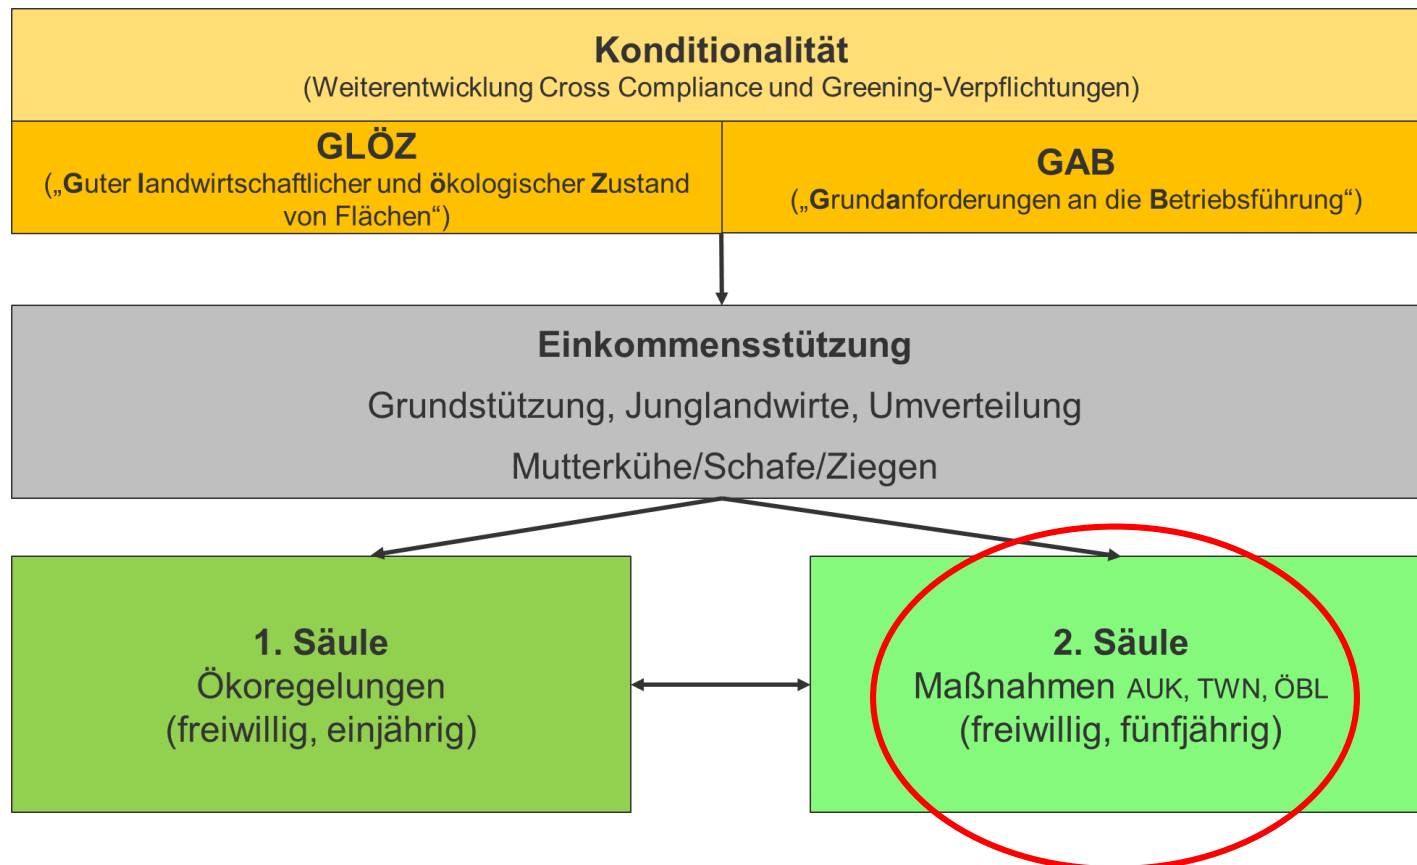 Konditionalität
(Weiterentwicklung Cross Compliance und Greening-Verpflichtungen)
GLÖZ
(„Guter landwirtschaftlicher und ökologischer Zustand
von Flächen“)
GAB
(„Grundanforderungen an die Betriebsführung“)
Einkommensstützung
Grundstützung, Junglandwirte, Umverteilung
Mutterkühe/Schafe/Ziegen
1. Säule
Ökoregelungen
(freiwillig, einjährig)
2. Säule
Maßnahmen AUK, TWN, ÖBL
(freiwillig, fünfjährig)